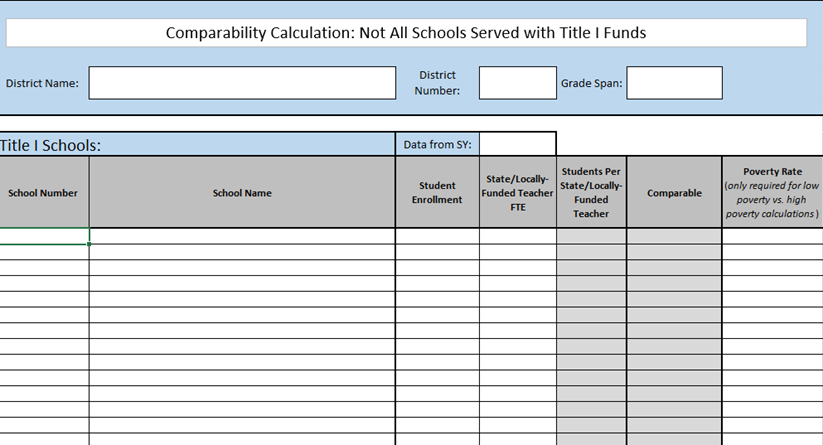 Comparability Calculation: Not All Schools Served with Title I Funds
District Name:
District
Number:
Grade Span:
Title I Schools:
Data from SY:
School Number
School Name
Student
Enrollment
State/Locally-
Funded Teacher
FTE
Students Per
State/Locally-
Funded
Teacher
Comparable
Poverty Rate
(only required for low
poverty vs. high
poverty calculations)